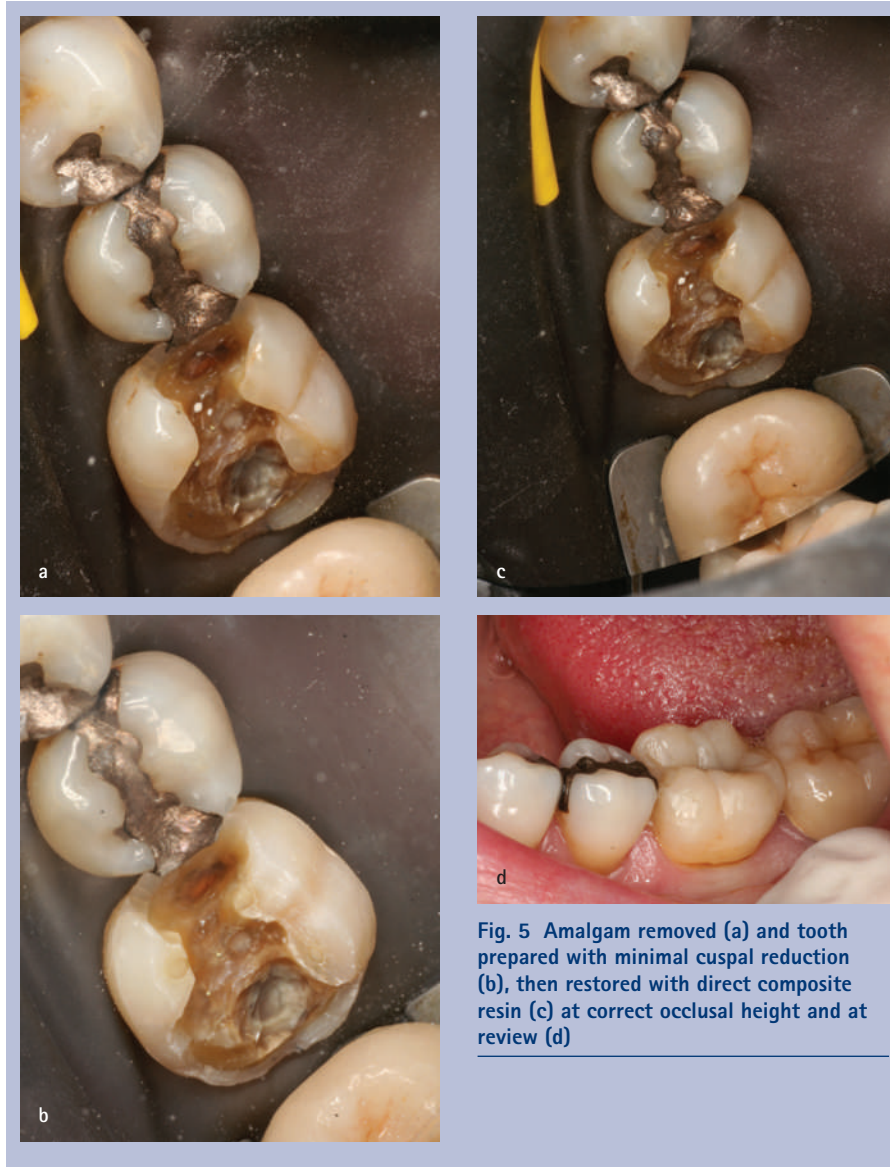 a
c
b
d
Fig. 5 Amalgam removed (a) and tooth
prepared with minimal cuspal reduction
(b), then restored with direct composite
resin (c) at correct occlusal height and at
review (d)